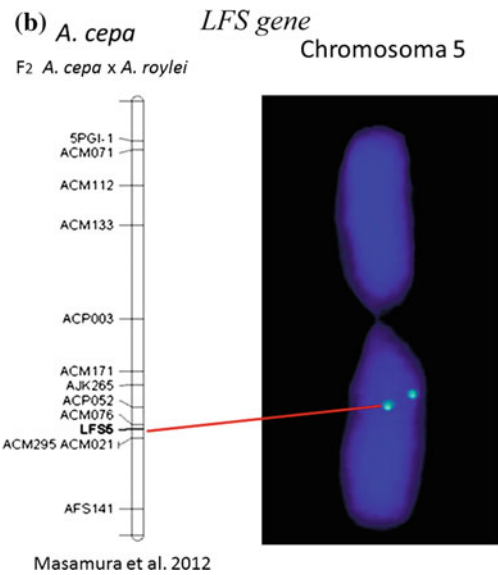 (b) A. cepa
LFS gene
F2 A. cepa x A. roylei
Chromosoma 5
5PGI-1
ACM071
ACM112
ACM133
ACP003
ACM171
AJK265
ACP052
ACM076
LFS5
ACM295 ACM021
AFS141
Masamura et al. 2012